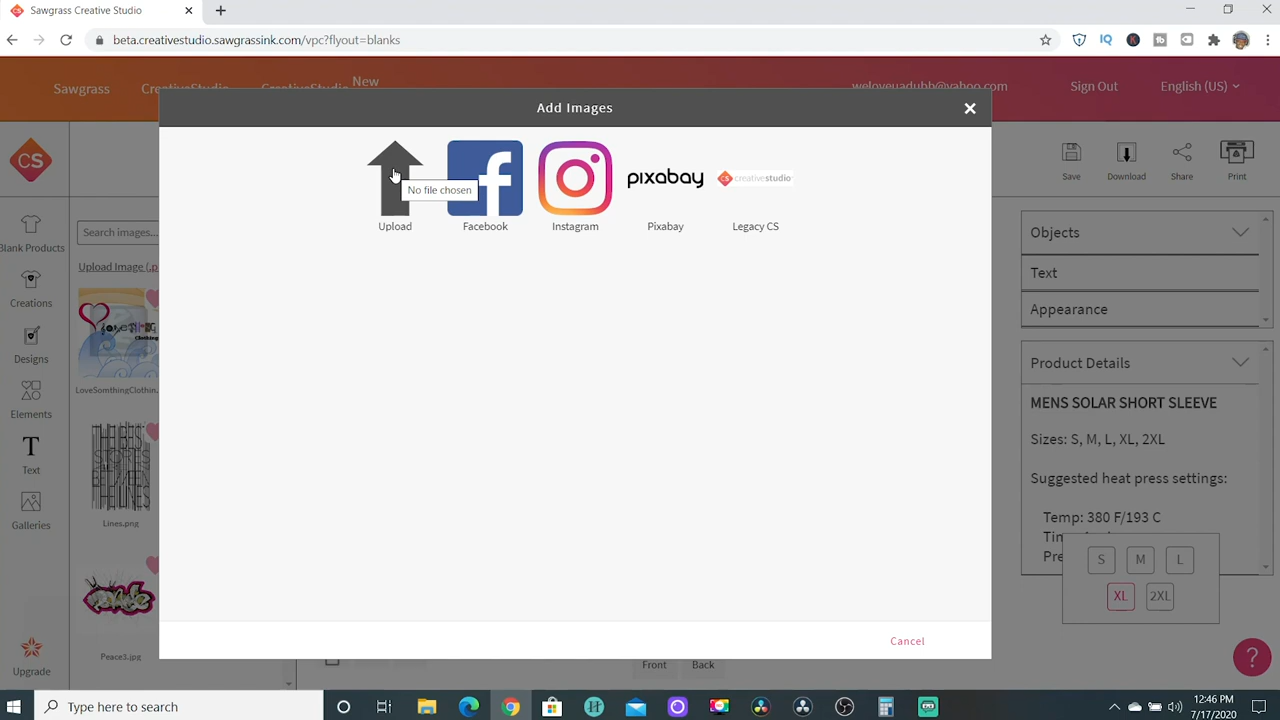 Sawgrass Creative Studio
beta.creativestudio.sawgrassink.com/vpc?flyout=blanks
Sawgrass
CreativeStudio
CreativeStudio New
weloveuadubb@yahoo.com
Sign Out
English (US)
Add Images
CS
Save
Download
Share
Print
No file chosen
pixabay
creativestudio
Upload
Facebook
Instagram
Pixabay
Legacy CS
Blank Products
Creations
Designs
Elements
T
Text
Galleries
Upgrade
Search images...
Upload Image (.p
LoveSomthingClothin.
Lines.png
Peace3.jpg
Objects
Text
Appearance
Product Details
MENS SOLAR SHORT SLEEVE
Sizes: S, M, L, XL, 2XL
Suggested heat press settings:
Temp: 380 F/193 C
S
M
L
XL
2XL
Cancel
Front
Back
?
Type here to search
12:46 PM
7/17/2020